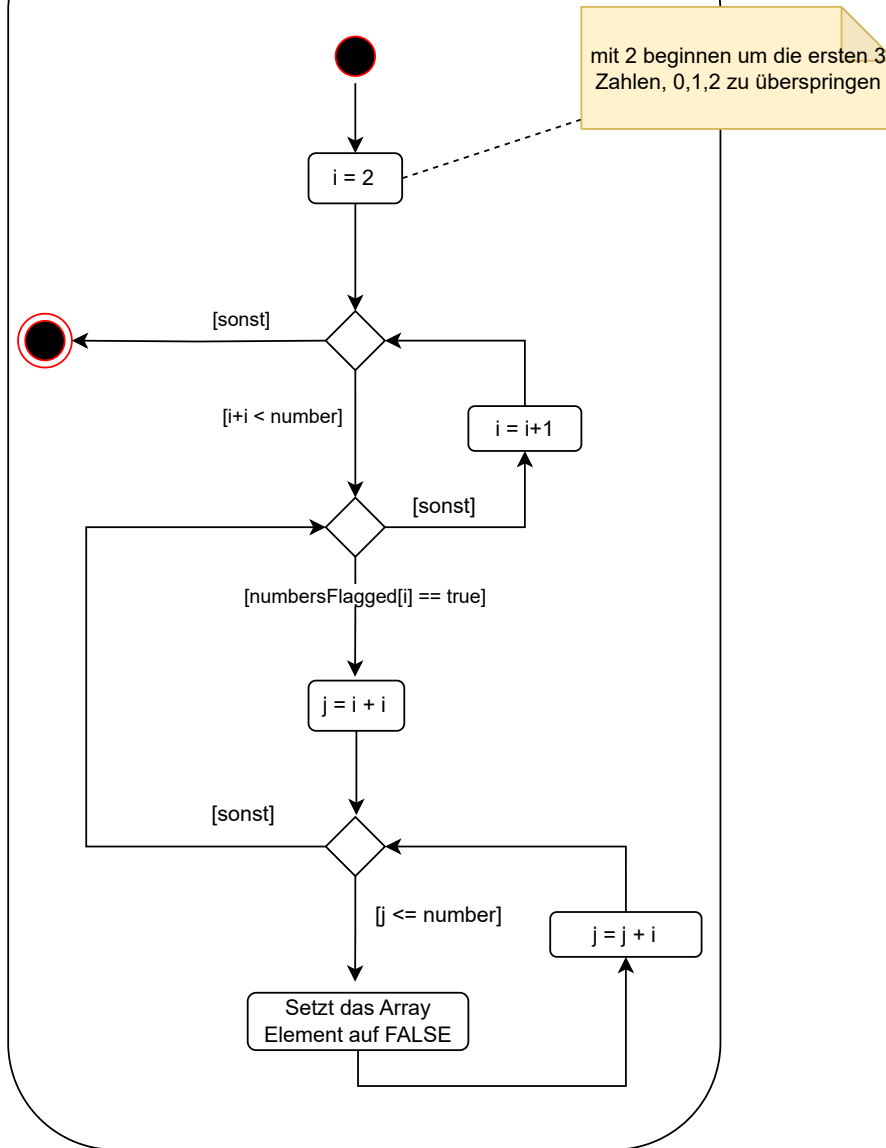 mit 2 beginnen um die ersten 3
Zahlen, 0,1,2 zu überspringen
i = 2
[sonst]
[i+i < number]
i = i+1
[sonst]
[numbersFlagged[i] == true]
j = i + i
[sonst]
[j <= number]
j = j + i
Setzt das Array
Element auf FALSE